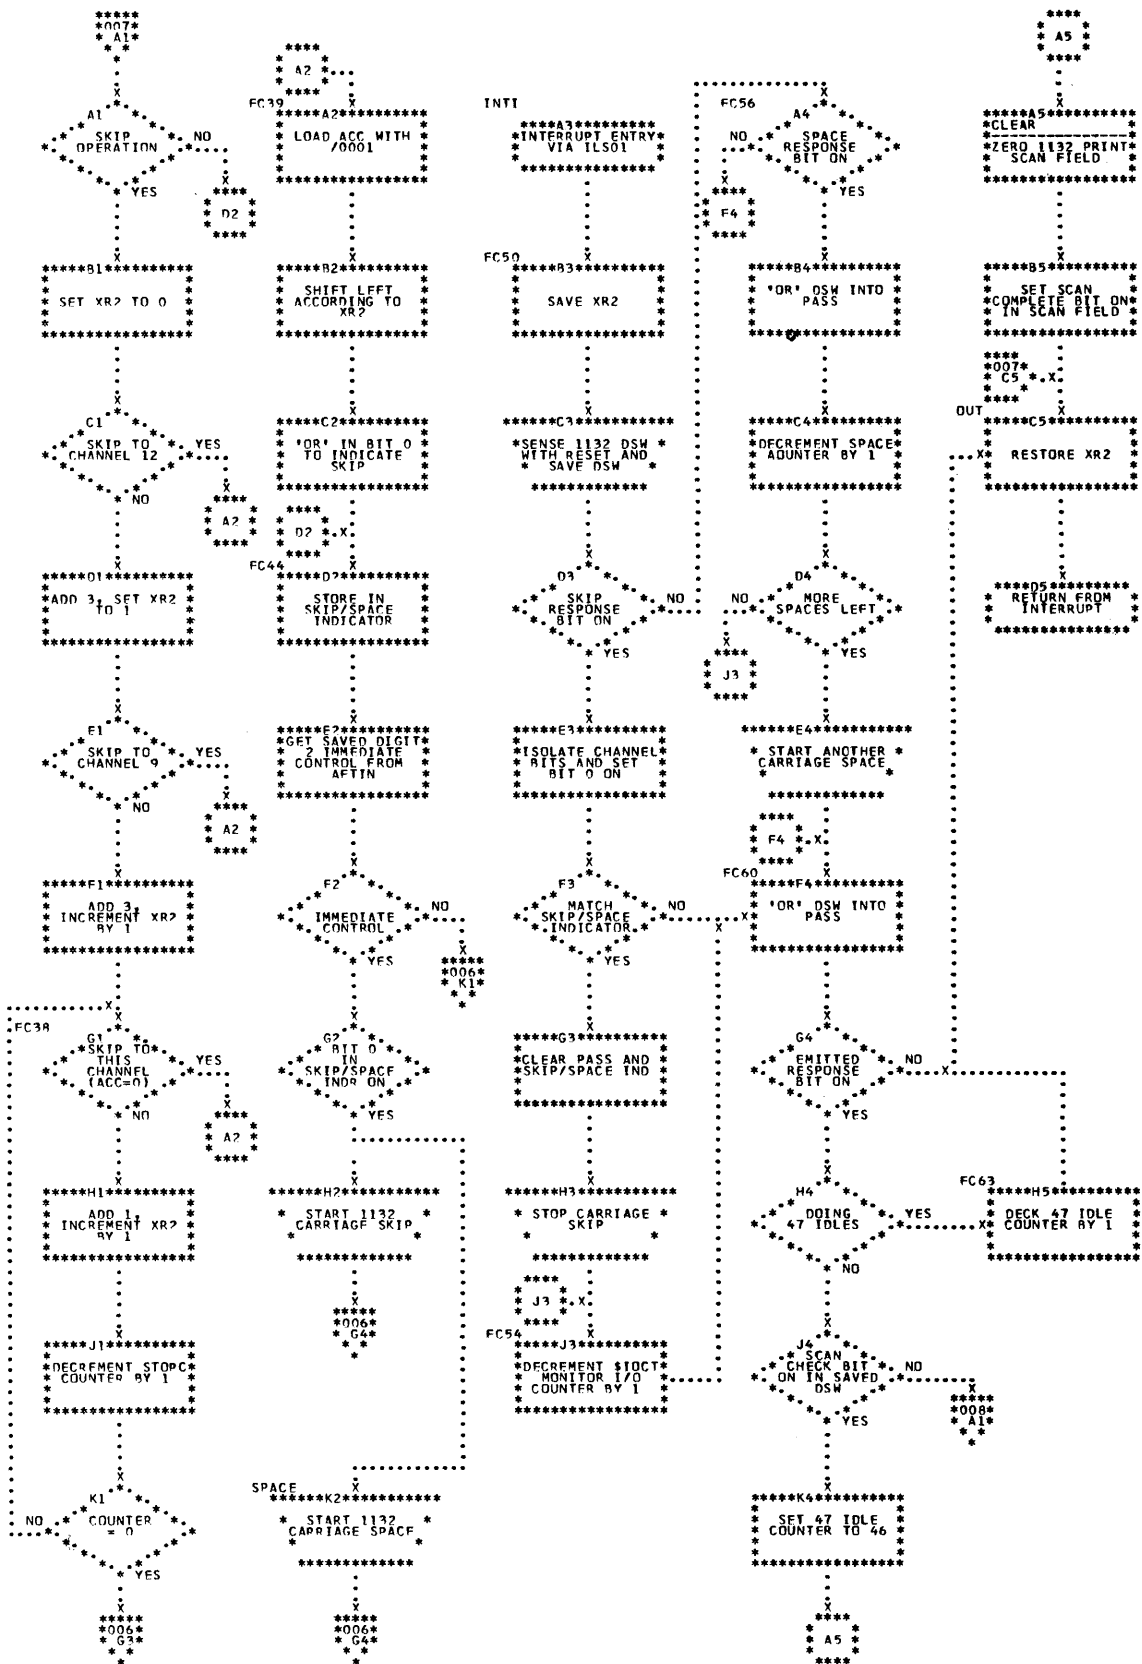 007
A1
A1
SKIP
OPERATION
NO
YES
D2
B1
SET XR2 TO 0
C1
SKIP TO
CHANNEL 12
YES
NO
A2
D1
ADD 3, SET XR2
TO 1
E1
SKIP TO
CHANNEL 9
YES
NO
A2
F1
ADD 3,
INCREMENT XR2
BY 1
FC38
G1
SKIP TO
THIS
CHANNEL
(ACC=0)
YES
NO
A2
H1
ADD 1,
INCREMENT XR2
BY 1
J1
DECREMENT STOPC
COUNTER BY 1
K1
COUNTER
= 0
NO
YES
006
G3
A2
FC39
A2
LOAD ACC WITH
/0001
B2
SHIFT LEFT
ACCORDING TO
XR2
C2
'OR' IN BIT 0
TO INDICATE
SKIP
D2
FC44
D2
STORE IN
SKIP/SPACE
INDICATOR
E2
GET SAVED DIGIT
2 IMMEDIATE
CONTROL FROM
AFTIN
F2
IMMEDIATE
CONTROL
NO
YES
006
K1
G2
BIT 0
IN
SKIP/SPACE
INDR ON
YES
H2
START 1132
CARRIAGE SKIP
006
G4
SPACE
K2
START 1132
CARRIAGE SPACE
006
G4
INT1
A3
INTERRUPT ENTRY
VIA ILS01
FC50
B3
SAVE XR2
C3
SENSE 1132 DSW
WITH RESET AND
SAVE DSW
D3
SKIP
RESPONSE
BIT ON
NO
YES
E3
ISOLATE CHANNEL
BITS AND SET
BIT 0 ON
F3
MATCH
SKIP/SPACE
INDICATOR
NO
YES
G3
CLEAR PASS AND
SKIP/SPACE IND
H3
STOP CARRIAGE
SKIP
J3
FC54
J3
DECREMENT $IOCT
MONITOR I/O
COUNTER BY 1
FC56
A4
SPACE
RESPONSE
BIT ON
NO
YES
F4
B4
'OR' DSW INTO
PASS
C4
DECREMENT SPACE
AOUNTER BY 1
D4
MORE
SPACES LEFT
NO
YES
J3
E4
START ANOTHER
CARRIAGE SPACE
F4
FC60
F4
'OR' DSW INTO
PASS
G4
EMITTED
RESPONSE
BIT ON
NO
YES
H4
DOING
47 IDLES
YES
NO
J4
SCAN
CHECK BIT
ON IN SAVED
DSW
NO
YES
008
A1
K4
SET 47 IDLE
COUNTER TO 46
A5
A5
A5
CLEAR
ZERO 1132 PRINT
SCAN FIELD
B5
SET SCAN
COMPLETE BIT ON
IN SCAN FIELD
007
C5
OUT
C5
RESTORE XR2
D5
RETURN FROM
INTERRUPT
FC63
H5
DECK 47 IDLE
COUNTER BY 1